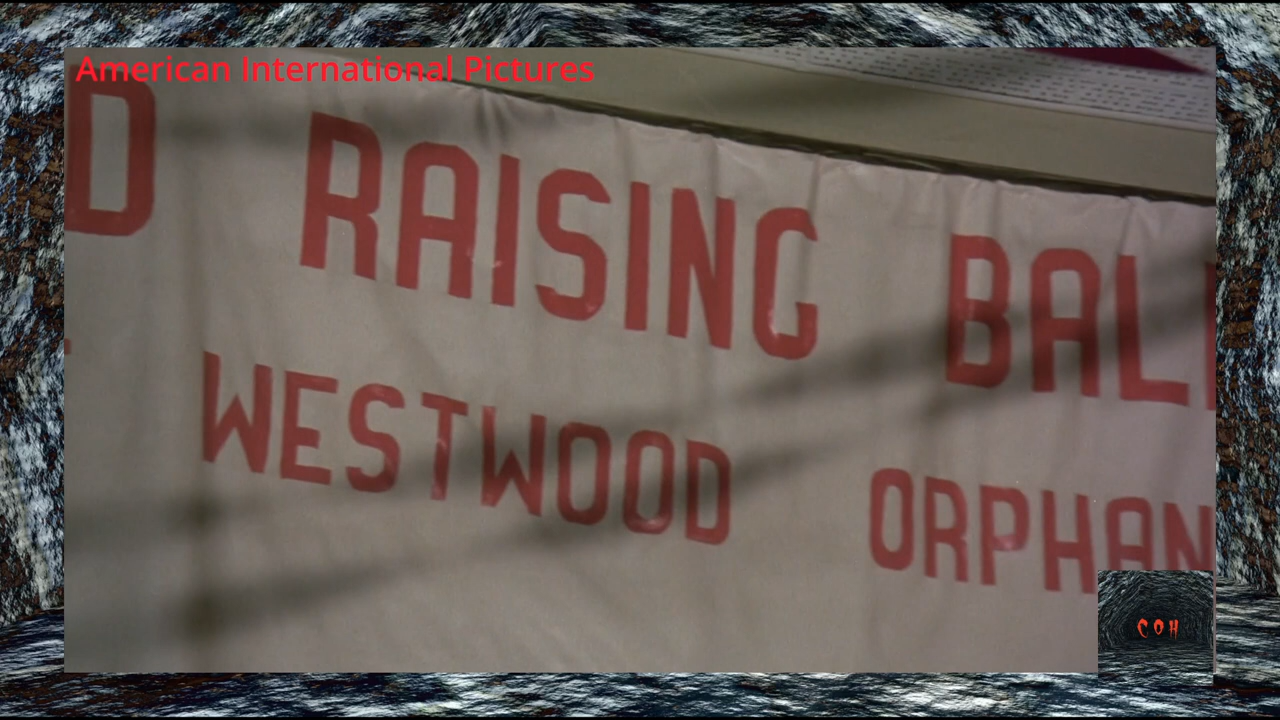 American International Pictures
D RAISING BAL
WESTWOOD ORPHAN
COH